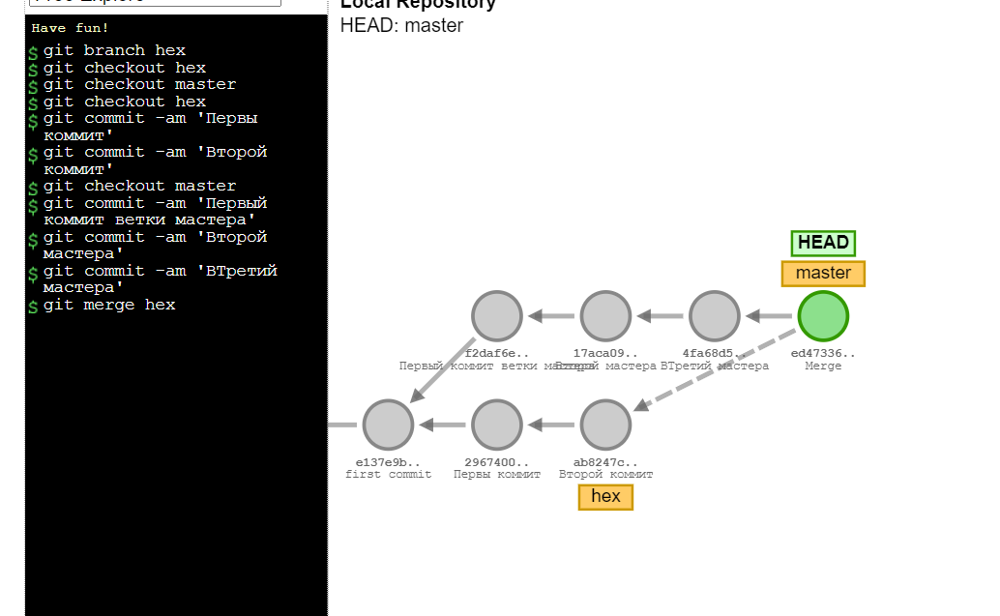 Local Repository
HEAD: master
Have fun!
$ git branch hex
$ git checkout hex
$ git checkout master
$ git checkout hex
$ git commit -am 'Первы
коммит'
$ git commit -am 'Второй
коммит'
$ git checkout master
$ git commit -am 'Первый
коммит ветки мастера'
$ git commit -am 'Второй
мастера'
$ git commit -am 'ВТретий
мастера'
$ git merge hex
HEAD
master
f2daf6e.. 17aca09.. 4fa68d5.. ed47336..
Первый коммит ветки мастера Второй мастера ВТретий мастера Merge
e137e9b.. 2967400.. ab8247c..
first commit Первы коммит Второй коммит
hex